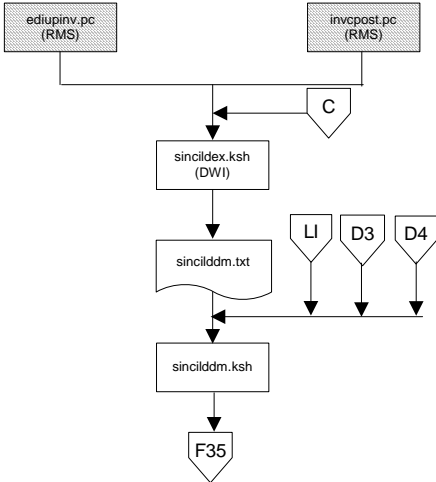 ediupinv.pc
(RMS)
invcpost.pc
(RMS)
C
sincildex.ksh
(DWI)
LI
D3
D4
sincilddm.txt
sincilddm.ksh
F35